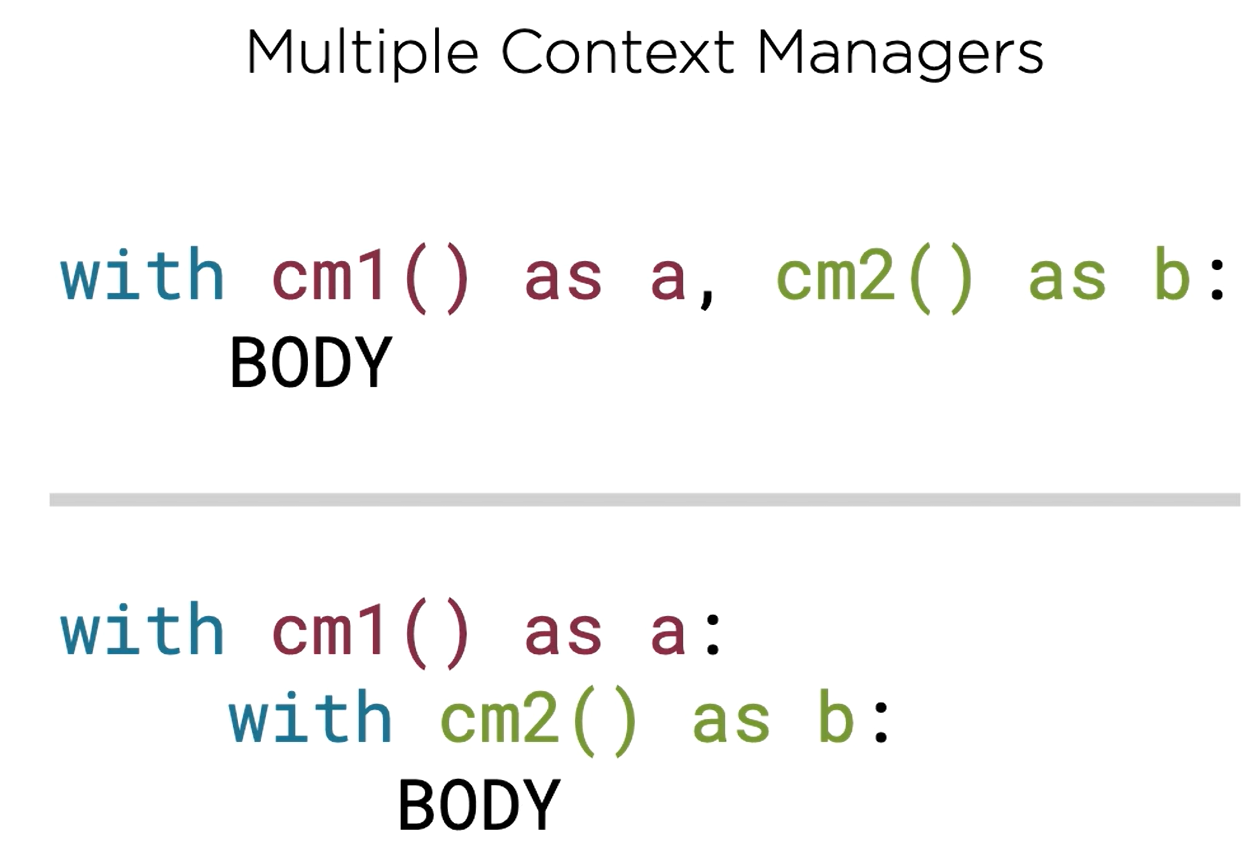 Multiple Context Managers
with cm1() as a, cm2() as b:
    BODY
with cm1() as a:
    with cm2() as b:
        BODY